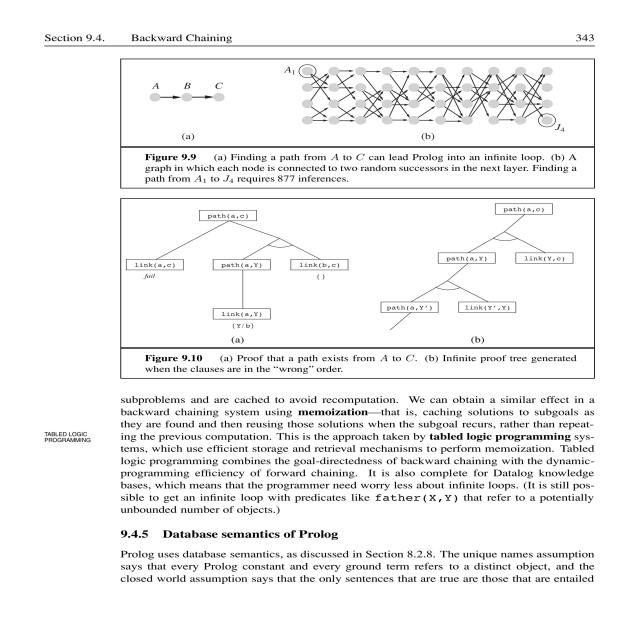 Section 9.4. Backward Chaining 343
A B C
A1
J4
(a) (b)
Figure 9.9 (a) Finding a path from A to C can lead Prolog into an infinite loop. (b) A
graph in which each node is connected to two random successors in the next layer. Finding a
path from A1 to J4 requires 877 inferences.
path(a,c)
link(a,c) path(a,Y) link(b,c)
fail { }
link(a,Y)
{Y/b}
(a)
path(a,c)
path(a,Y) link(Y,c)
path(a,Y’) link(Y’,Y)
(b)
Figure 9.10 (a) Proof that a path exists from A to C. (b) Infinite proof tree generated
when the clauses are in the “wrong” order.
subproblems and are cached to avoid recomputation. We can obtain a similar effect in a
backward chaining system using memoization—that is, caching solutions to subgoals as
they are found and then reusing those solutions when the subgoal recurs, rather than repeat-
TABLED LOGIC
PROGRAMMING
ing the previous computation. This is the approach taken by tabled logic programming sys-
tems, which use efficient storage and retrieval mechanisms to perform memoization. Tabled
logic programming combines the goal-directedness of backward chaining with the dynamic-
programming efficiency of forward chaining. It is also complete for Datalog knowledge
bases, which means that the programmer need worry less about infinite loops. (It is still pos-
sible to get an infinite loop with predicates like father(X,Y) that refer to a potentially
unbounded number of objects.)
9.4.5 Database semantics of Prolog
Prolog uses database semantics, as discussed in Section 8.2.8. The unique names assumption
says that every Prolog constant and every ground term refers to a distinct object, and the
closed world assumption says that the only sentences that are true are those that are entailed